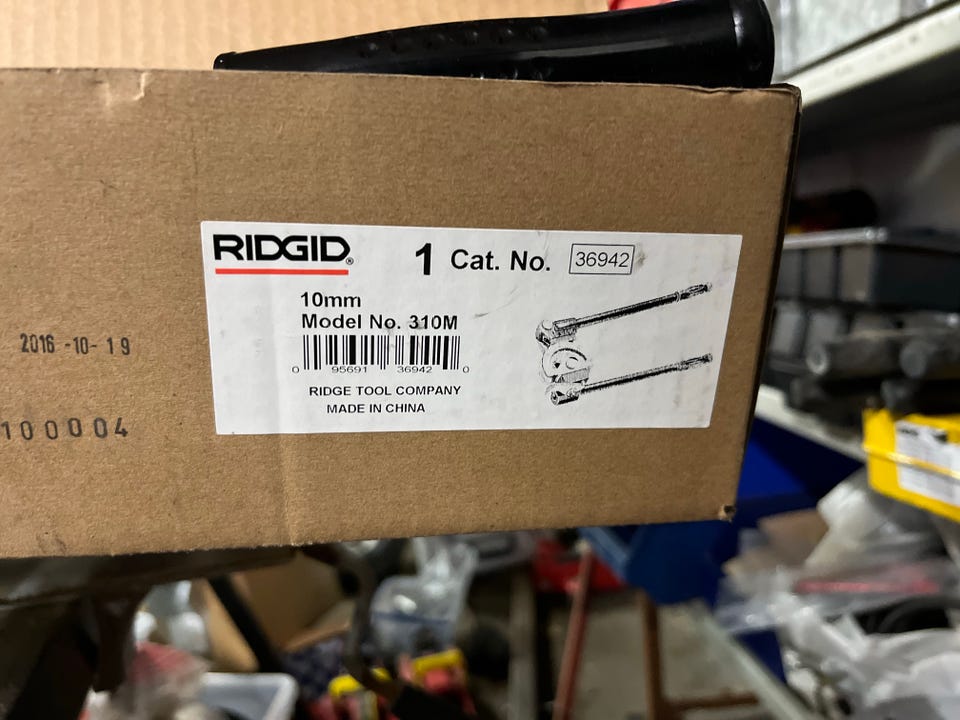 RIDGID®
1 Cat. No. 36942
10mm
Model No. 310M
0 95691 36942 0
RIDGE TOOL COMPANY
MADE IN CHINA
2016 -10- 19
100004